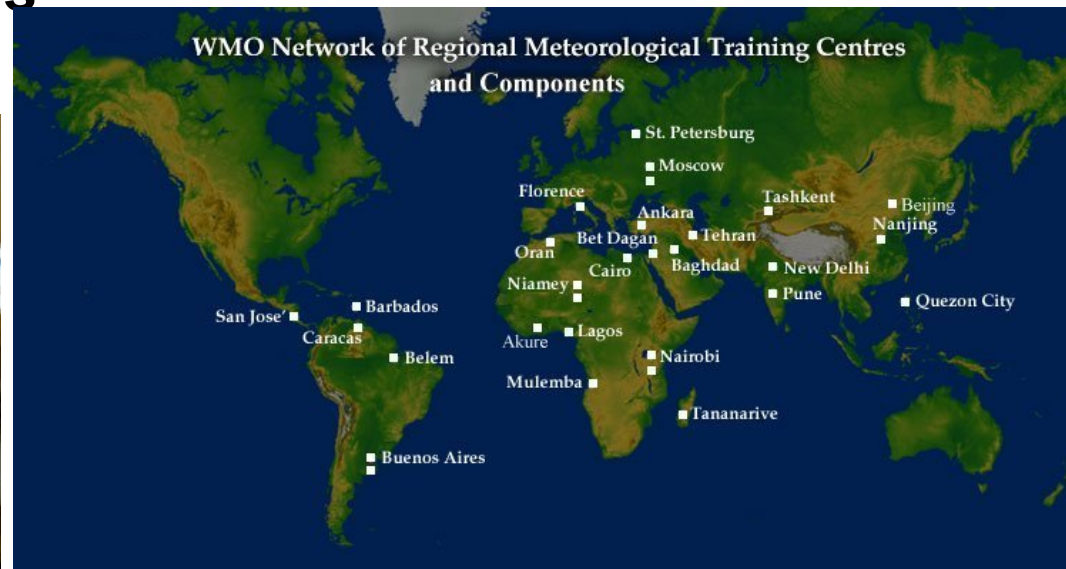 WMO Network of Regional Meteorological Training Centres
and Components
St. Petersburg
Moscow
Florence
Tashkent
Ankara
Beijing
Nanjing
Bet Dagan
Tehran
Oran
Cairo
Baghdad
New Delhi
Niamey
Pune
Quezon City
Barbados
San Jose'
Caracas
Lagos
Akure
Belem
Nairobi
Mulemba
Tananarive
Buenos Aires